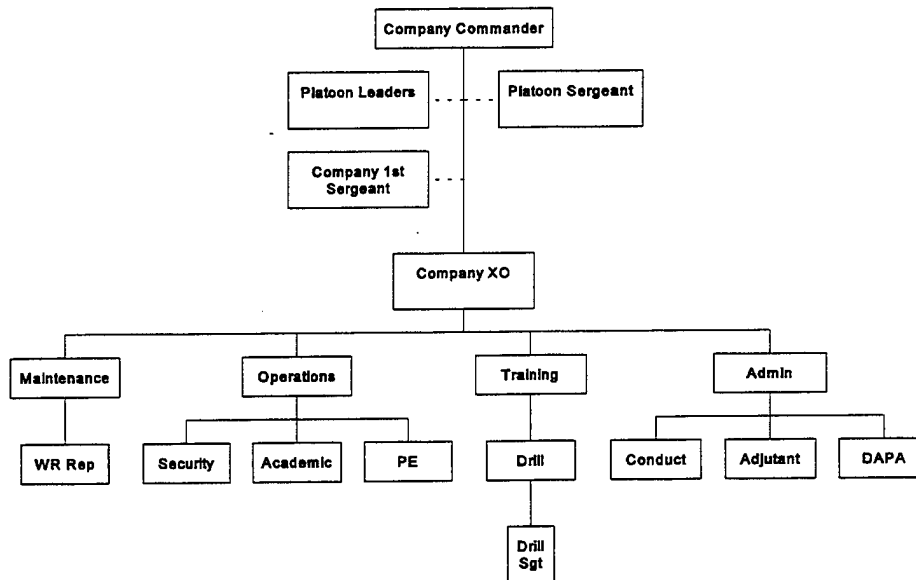 Company Commander
Platoon Leaders
Platoon Sergeant
Company 1st
Sergeant
Company XO
Maintenance
Operations
Training
Admin
WR Rep
Security
Academic
PE
Drill
Conduct
Adjutant
DAPA
Drill
Sgt